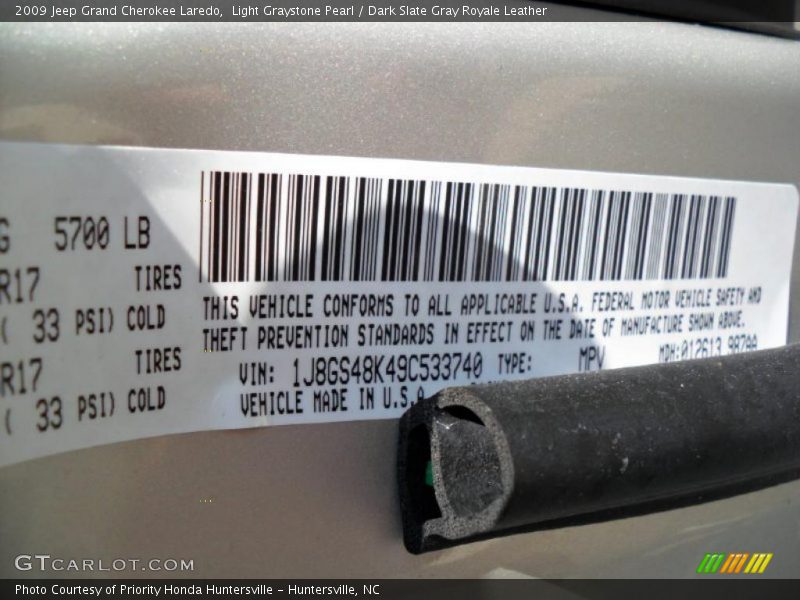 2009 Jeep Grand Cherokee Laredo, Light Graystone Pearl / Dark Slate Gray Royale Leather
G 5700 LB
R17 TIRES
( 33 PSI) COLD
R17 TIRES
( 33 PSI) COLD
THIS VEHICLE CONFORMS TO ALL APPLICABLE U.S.A. FEDERAL MOTOR VEHICLE SAFETY AND
THEFT PREVENTION STANDARDS IN EFFECT ON THE DATE OF MANUFACTURE SHOWN ABOVE.
VIN: 1J8GS48K49C533740 TYPE: MPV
VEHICLE MADE IN U.S.A.
GTCARLOT.COM
Photo Courtesy of Priority Honda Huntersville - Huntersville, NC